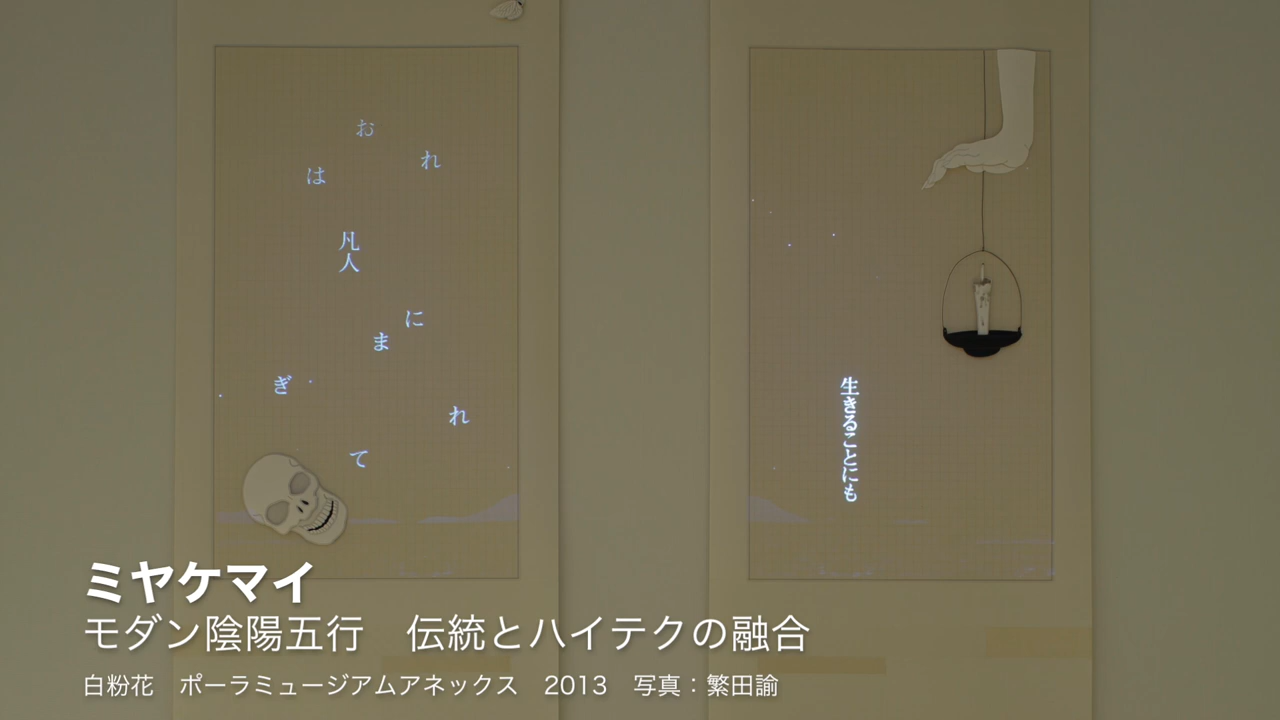 おれは
凡人
にまぎれて
生きることにも
ミヤケマイ
モダン陰陽五行　伝統とハイテクの融合
白粉花　ポーラミュージアムアネックス　2013　写真：繁田諭